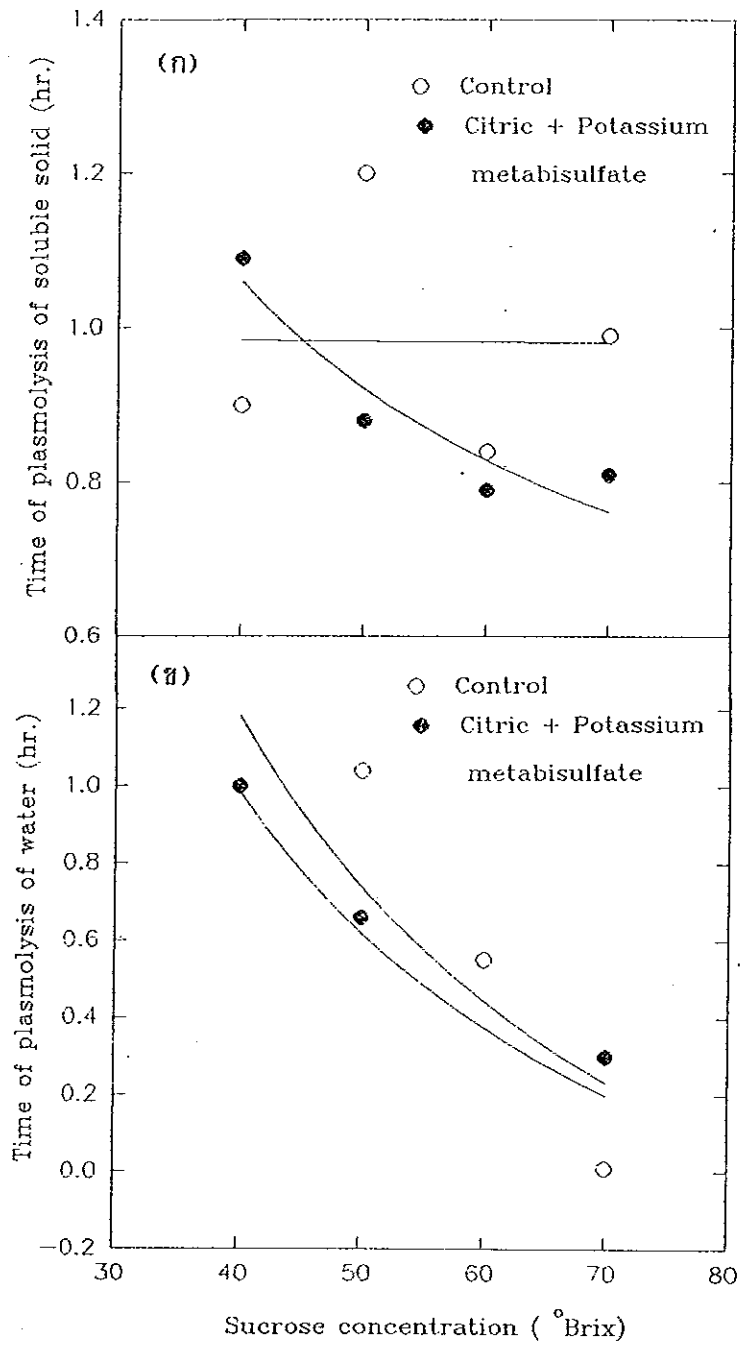 Time of plasmolysis of soluble solid (hr.)
1.4
1.2
1.0
0.8
0.6
(ก)
Control
Citric + Potassium
metabisulfate
Time of plasmolysis of water (hr.)
1.2
1.0
0.8
0.6
0.4
0.2
0.0
−0.2
(ข)
Control
Citric + Potassium
metabisulfate
30 40 50 60 70 80
Sucrose concentration ( °Brix)